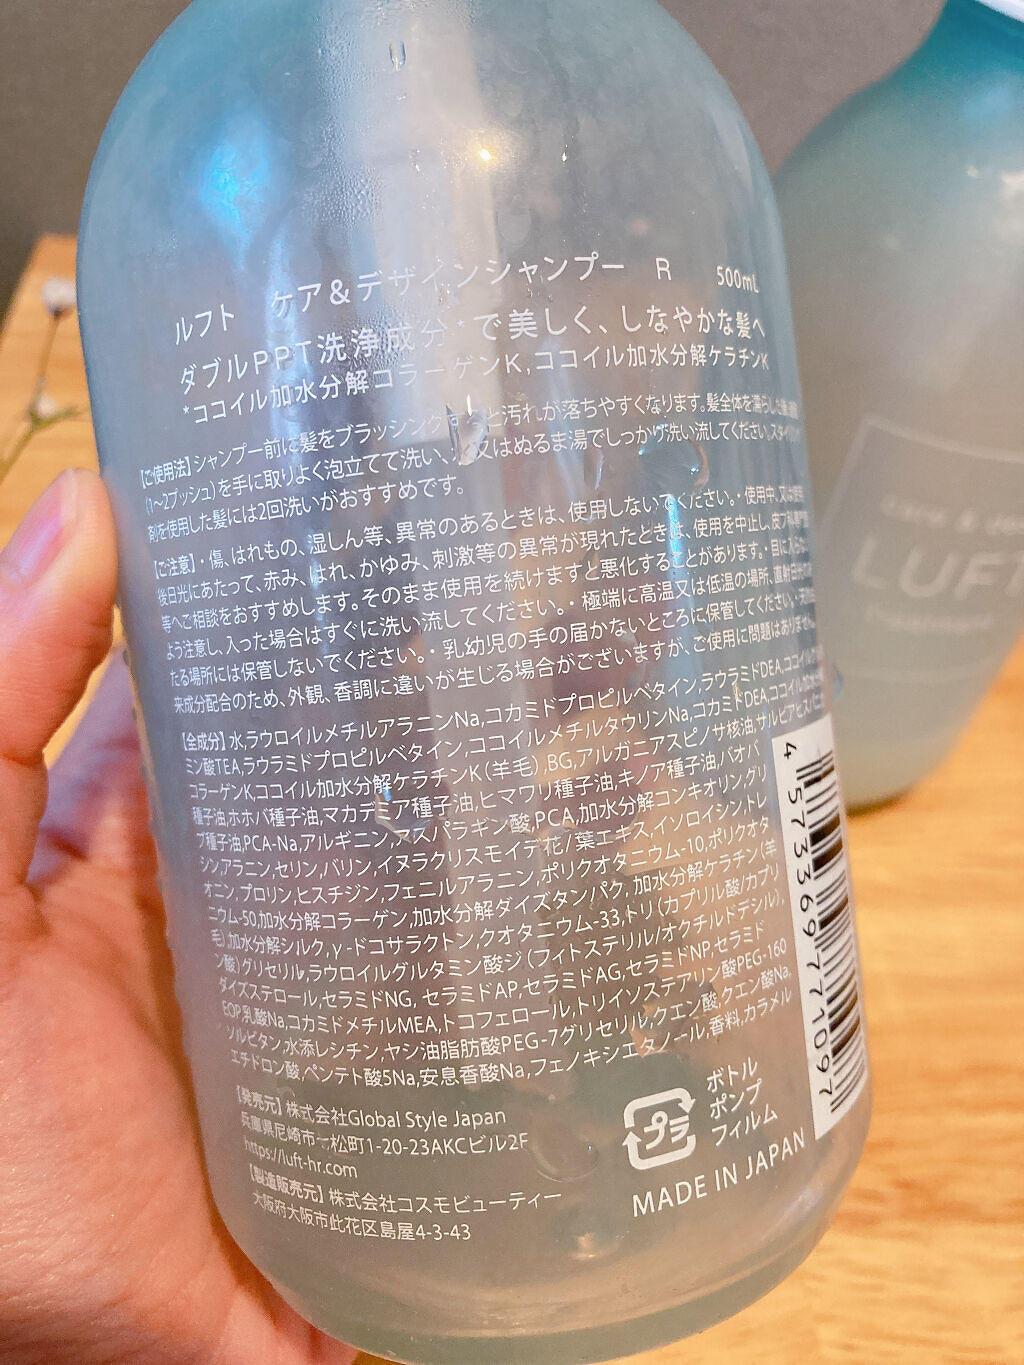 ルフト ケア&デザインシャンプー R 500mL
ダブルPPT洗浄成分*で美しく、しなやかな髪へ
*ココイル加水分解コラーゲンK,ココイル加水分解ケラチンK
【ご使用法】シャンプー前に髪をブラッシングすると汚れが落ちやすくなります。髪全体を濡らし
(1~2プッシュ)を手に取りよく泡立てて洗い、又はぬるま湯でしっかり洗い流してください。スタイリング
剤を使用した髪には2回洗いがおすすめです。
【ご注意】・傷、はれもの、湿しん等、異常のあるときは、使用しないでください。・使用中、又は使用
後日光にあたって、赤み、はれ、かゆみ、刺激等の異常が現れたときは、使用を中止し、皮フ科専門医
等へご相談をおすすめします。そのまま使用を続けますと悪化することがあります。・目に入らない
よう注意し、入った場合はすぐに洗い流してください。・極端に高温又は低温の場所、直射日光のあ
たる場所には保管しないでください。・乳幼児の手の届かないところに保管してください。・天然由
来成分配合のため、外観、香調に違いが生じる場合がございますが、ご使用に問題はありません。
【全成分】水,ラウロイルメチルアラニンNa,コカミドプロピルベタイン,ラウラミドDEA,ココイル
ミン酸TEA,ラウラミドプロピルベタイン,ココイルメチルタウリンNa,コカミドDEA,ココイル加水分解
コラーゲンK,ココイル加水分解ケラチンK(羊毛),BG,アルガニアスピノサ核油,サルビアヒスパニカ
種子油,ホホバ種子油,マカデミア種子油,ヒマワリ種子油,キノア種子油,バオバ
ブ種子油,PCA-Na,アルギニン,アスパラギン酸,PCA,加水分解コンキオリン,グリ
シン,アラニン,セリン,バリン,イヌラクリスモイデ花/葉エキス,イソロイシン,トレ
オニン,プロリン,ヒスチジン,フェニルアラニン,ポリクオタニウム-10,ポリクオタ
ニウム-50,加水分解コラーゲン,加水分解ダイズタンパク,加水分解ケラチン(羊
毛),加水分解シルク,γ-ドコサラクトン,クオタニウム-33,トリ(カプリル酸/カプリ
ン酸)グリセリル,ラウロイルグルタミン酸ジ(フィトステリル/オクチルドデシル),
ダイズステロール,セラミドNG,セラミドAP,セラミドAG,セラミドNP,セラミド
EOP,乳酸Na,コカミドメチルMEA,トコフェロール,トリイソステアリン酸PEG-160
ソルビタン,水添レシチン,ヤシ油脂肪酸PEG-7グリセリル,クエン酸,クエン酸Na,
エチドロン酸,ペンテト酸5Na,安息香酸Na,フェノキシエタノール,香料,カラメル
【発売元】株式会社Global Style Japan
兵庫県尼崎市一松町1-20-23AKCビル2F
https://luft-hr.com
【製造販売元】株式会社コスモビューティー
大阪府大阪市此花区島屋4-3-43
プラ
ボトル
ポンプ
フィルム
MADE IN JAPAN
4 573369 771097
LUFT